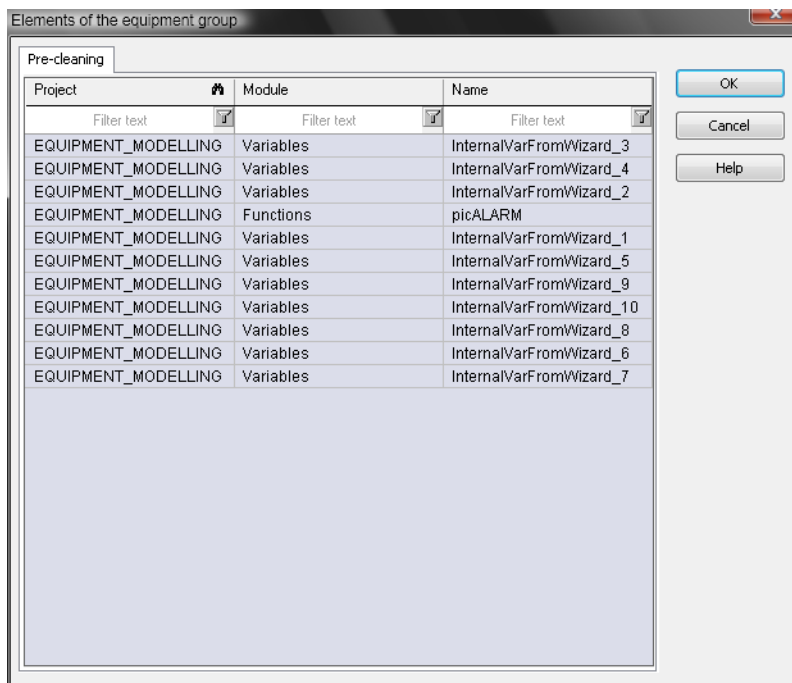 Elements of the equipment group
Pre-cleaning
Project Module Name
Filter text Filter text Filter text
EQUIPMENT_MODELLING Variables InternalVarFromWizard_3
EQUIPMENT_MODELLING Variables InternalVarFromWizard_4
EQUIPMENT_MODELLING Variables InternalVarFromWizard_2
EQUIPMENT_MODELLING Functions picALARM
EQUIPMENT_MODELLING Variables InternalVarFromWizard_1
EQUIPMENT_MODELLING Variables InternalVarFromWizard_5
EQUIPMENT_MODELLING Variables InternalVarFromWizard_9
EQUIPMENT_MODELLING Variables InternalVarFromWizard_10
EQUIPMENT_MODELLING Variables InternalVarFromWizard_8
EQUIPMENT_MODELLING Variables InternalVarFromWizard_6
EQUIPMENT_MODELLING Variables InternalVarFromWizard_7
OK
Cancel
Help